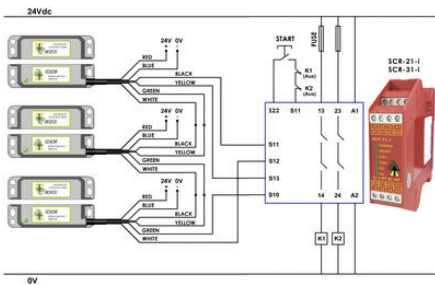 24Vdc
24V 0V
RED
BLUE
BLACK
YELLOW
GREEN
WHITE
24V 0V
RED
BLUE
BLACK
YELLOW
GREEN
WHITE
24V 0V
RED
BLUE
BLACK
YELLOW
GREEN
WHITE
START
FUSE
K1
(Aux)
K2
(Aux)
S22 S11 13 23 A1
S11
S12
S13
S10
14 24 A2
K1 K2
SCR-21-i
SCR-31-i
0V
IDEM
IDEM
IDEM